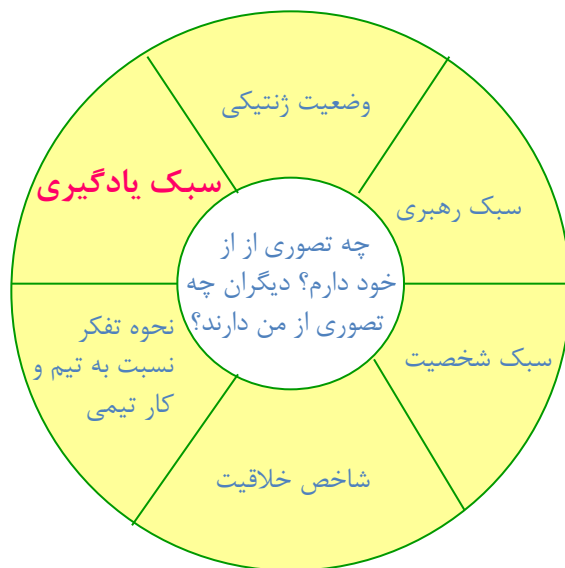 وضعیت ژنتیکی
سبک رهبری
سبک یادگیری
چه تصوری از از
خود دارم؟ دیگران چه
تصوری از من دارند؟
سبک شخصیت
نحوه تفکر
نسبت به تیم و
کار تیمی
شاخص خلاقیت